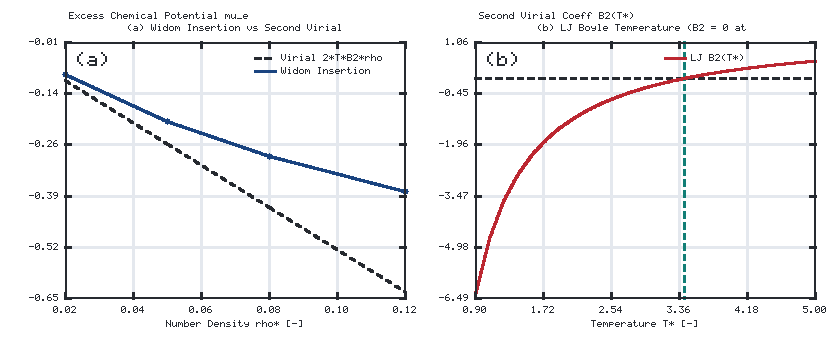 Excess Chemical Potential mu_e
(a) Widom Insertion vs Second Virial
(a)
Virial 2*T*B2*rho
Widom Insertion
-0.01
-0.14
-0.26
-0.39
-0.52
-0.65
0.02
0.04
0.06
0.08
0.10
0.12
Number Density rho* [-]
Second Virial Coeff B2(T*)
(b) LJ Boyle Temperature (B2 = 0 at
(b)
LJ B2(T*)
1.06
-0.45
-1.96
-3.47
-4.98
-6.49
0.90
1.72
2.54
3.36
4.18
5.00
Temperature T* [-]